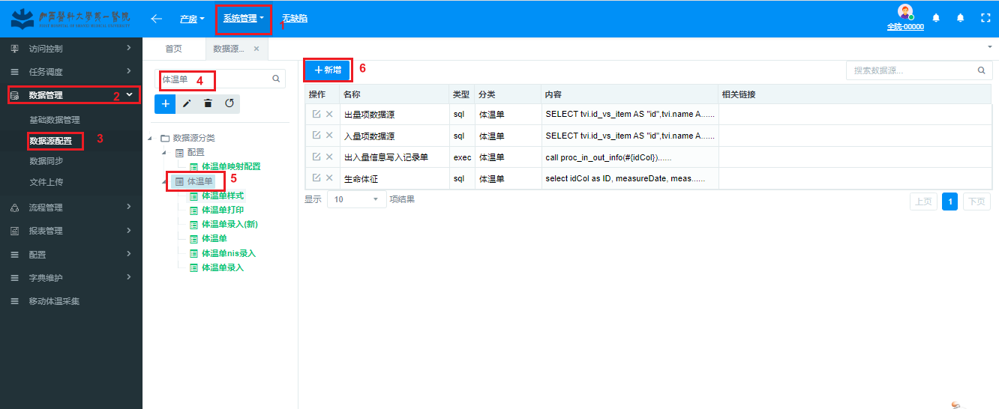 第一医院
产房
系统管理
1
无缺陷
全院-00000
访问控制
任务调度
数据管理
2
基础数据管理
数据源配置
3
数据同步
文件上传
流程管理
报表管理
配置
字典维护
移动体温采集
首页
数据源...
体温单
4
数据源分类
配置
体温单映射配置
体温单
5
体温单样式
体温单打印
体温单录入(新)
体温单
体温单nis录入
体温单录入
+新增
6
搜索数据源...
操作 名称 类型 分类 内容 相关链接
出量项数据源 sql 体温单 SELECT tvi.id_vs_item AS "id",tvi.name A......
入量项数据源 sql 体温单 SELECT tvi.id_vs_item AS "id",tvi.name A......
出入量信息写入记录单 exec 体温单 call proc_in_out_info(#{idCol})......
生命体征 sql 体温单 select idCol as ID, measureDate, meas......
显示 10 项结果
上页 1 下页